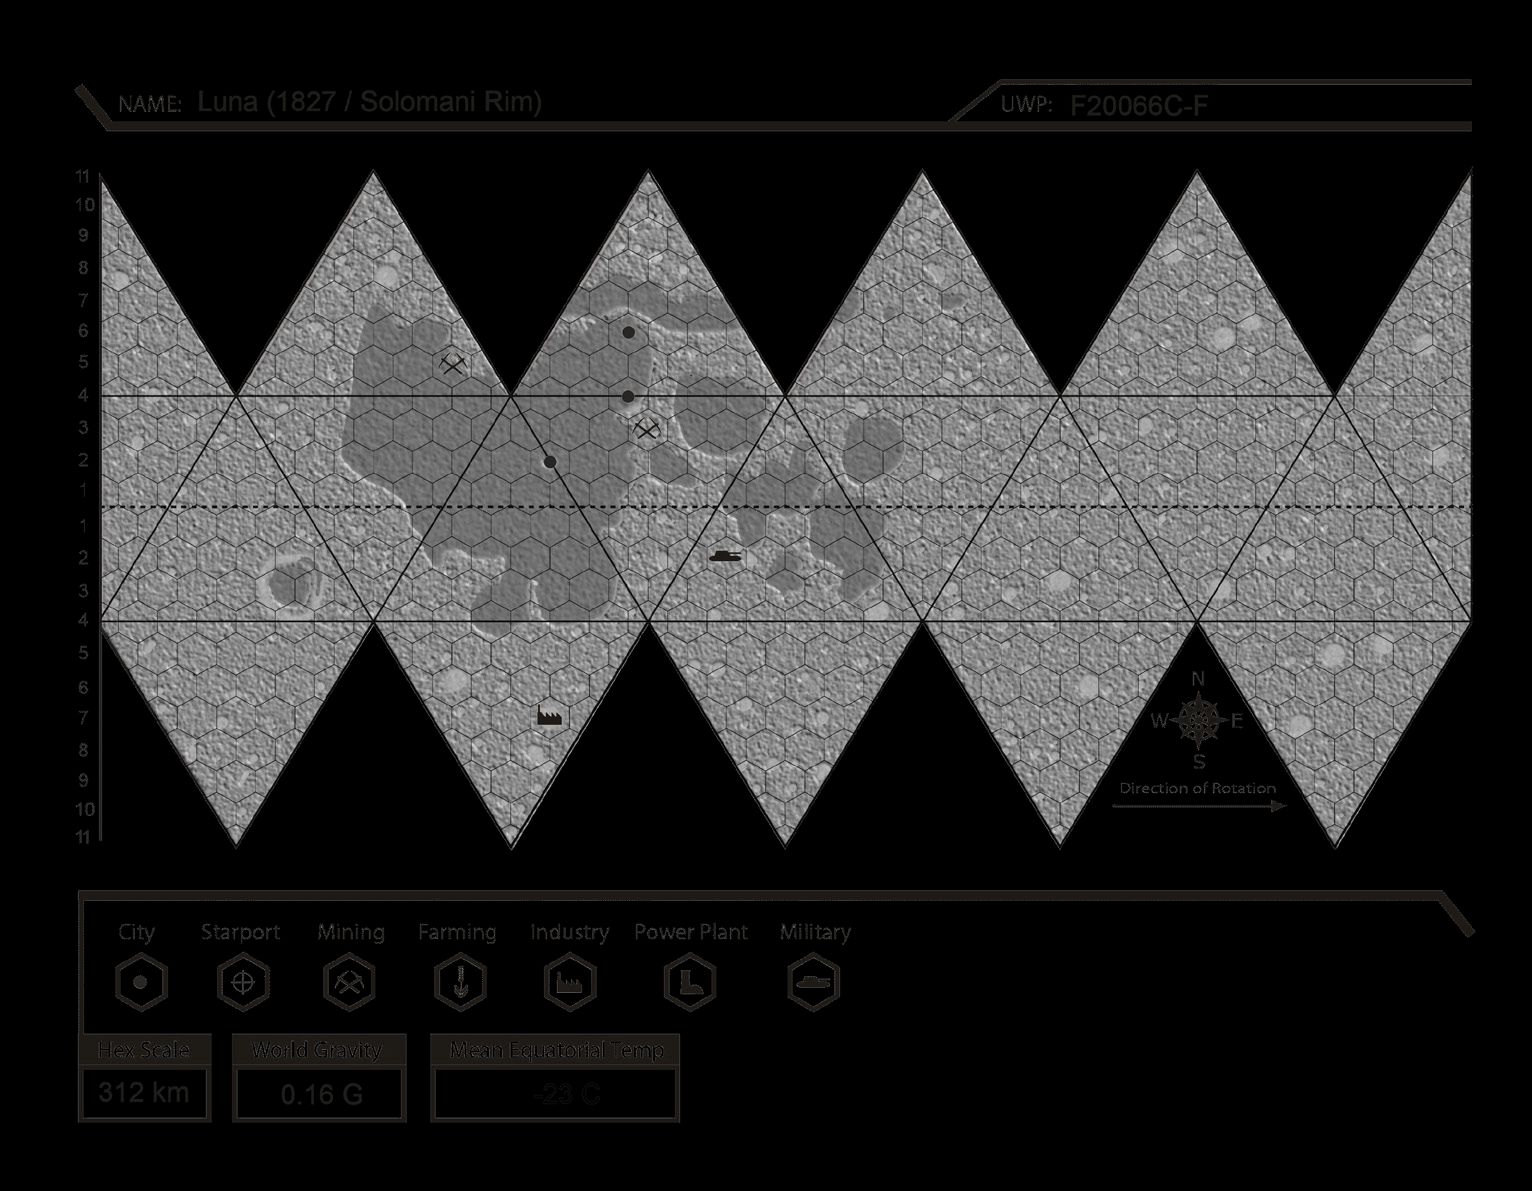 NAME: Luna (1827 / Solomani Rim)
UWP: F20066C-F
11
10
9
8
7
6
5
4
3
2
1
1
2
3
4
5
6
7
8
9
10
11
N
W E
S
Direction of Rotation
City Starport Mining Farming Industry Power Plant Military
Hex Scale World Gravity Mean Equatorial Temp
312 km 0.16 G -23 C